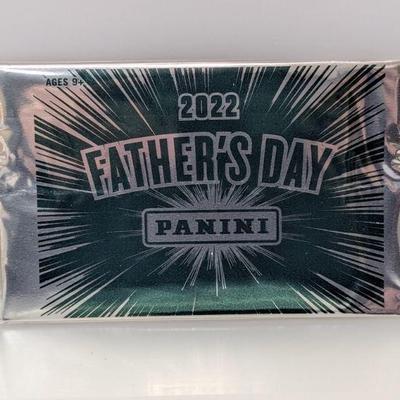 AGES 9+
2022
FATHER'S DAY
PANINI